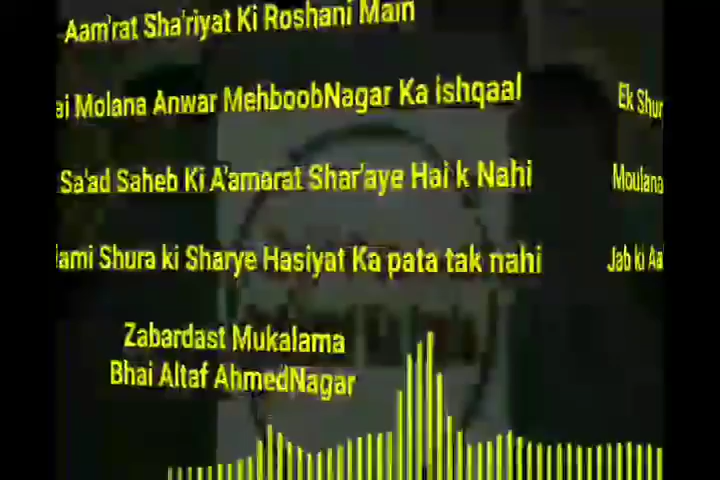 Aam'rat Sha'riyat Ki Roshani Main
ai Molana Anwar MehboobNagar Ka Ishqaal
Sa'ad Saheb Ki A'amarat Shar'aye Hai k Nahi
lami Shura ki Sharye Hasiyat Ka pata tak nahi
Zabardast Mukalama
Bhai Altaf AhmedNagar
Ek Shur
Moulana
Jab ki Aa